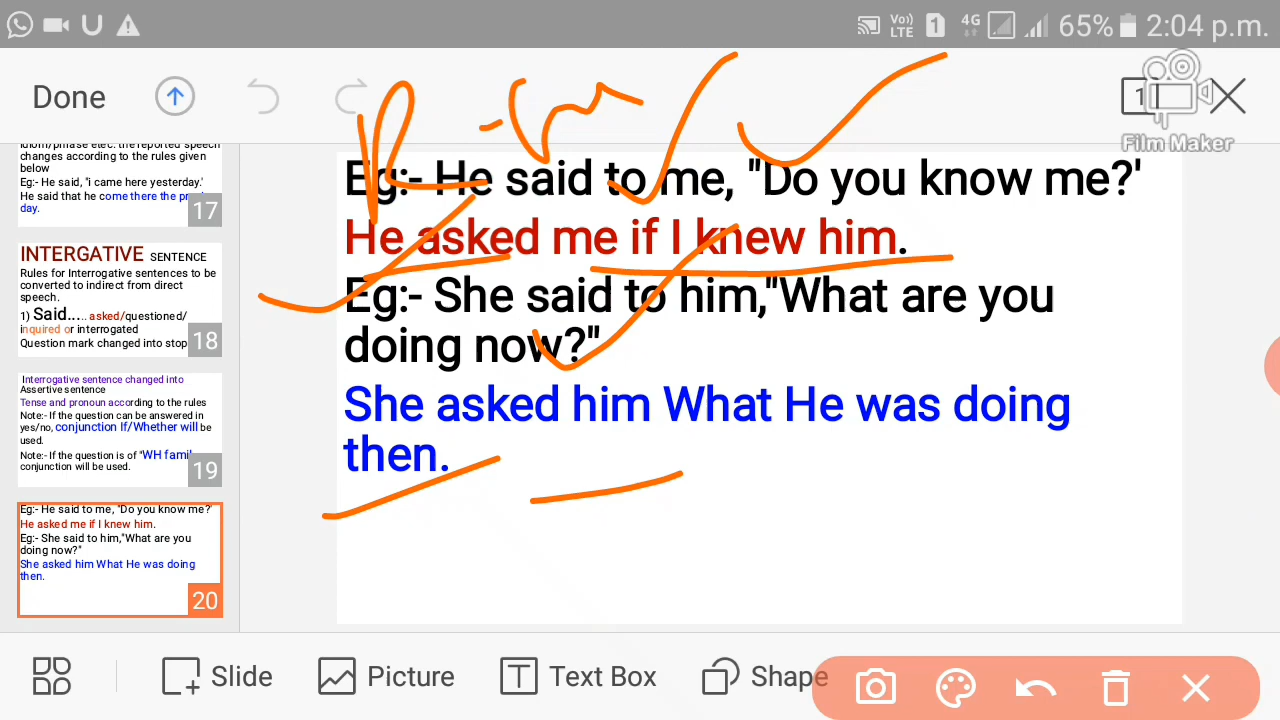 Vo)) LTE 1 4G 65% 2:04 p.m.
Done
1
Film Maker
idiom/phrase etc. the reported speech
changes according to the rules given
below
Eg:- He said, "i came here yesterday.'
He said that he come there the pr
day.
17
INTERGATIVE SENTENCE
Rules for Interrogative sentences to be
converted to indirect from direct
speech.
1) Said.... .. asked/questioned/
inquired or interrogated
Question mark changed into stop
18
Interrogative sentence changed into
Assertive sentence
Tense and pronoun according to the rules
Note:- If the question can be answered in
yes/no, conjunction If/Whether will be
used.
Note:- If the question is of "WH famil
conjunction will be used.
19
Eg:- He said to me, "Do you know me?'
He asked me if I knew him.
Eg:- She said to him,"What are you
doing now?"
She asked him What He was doing
then.
20
Eg:- He said to me, "Do you know me?'
He asked me if I knew him.
Eg:- She said to him,"What are you
doing now?"
She asked him What He was doing
then.
Slide Picture Text Box Shape